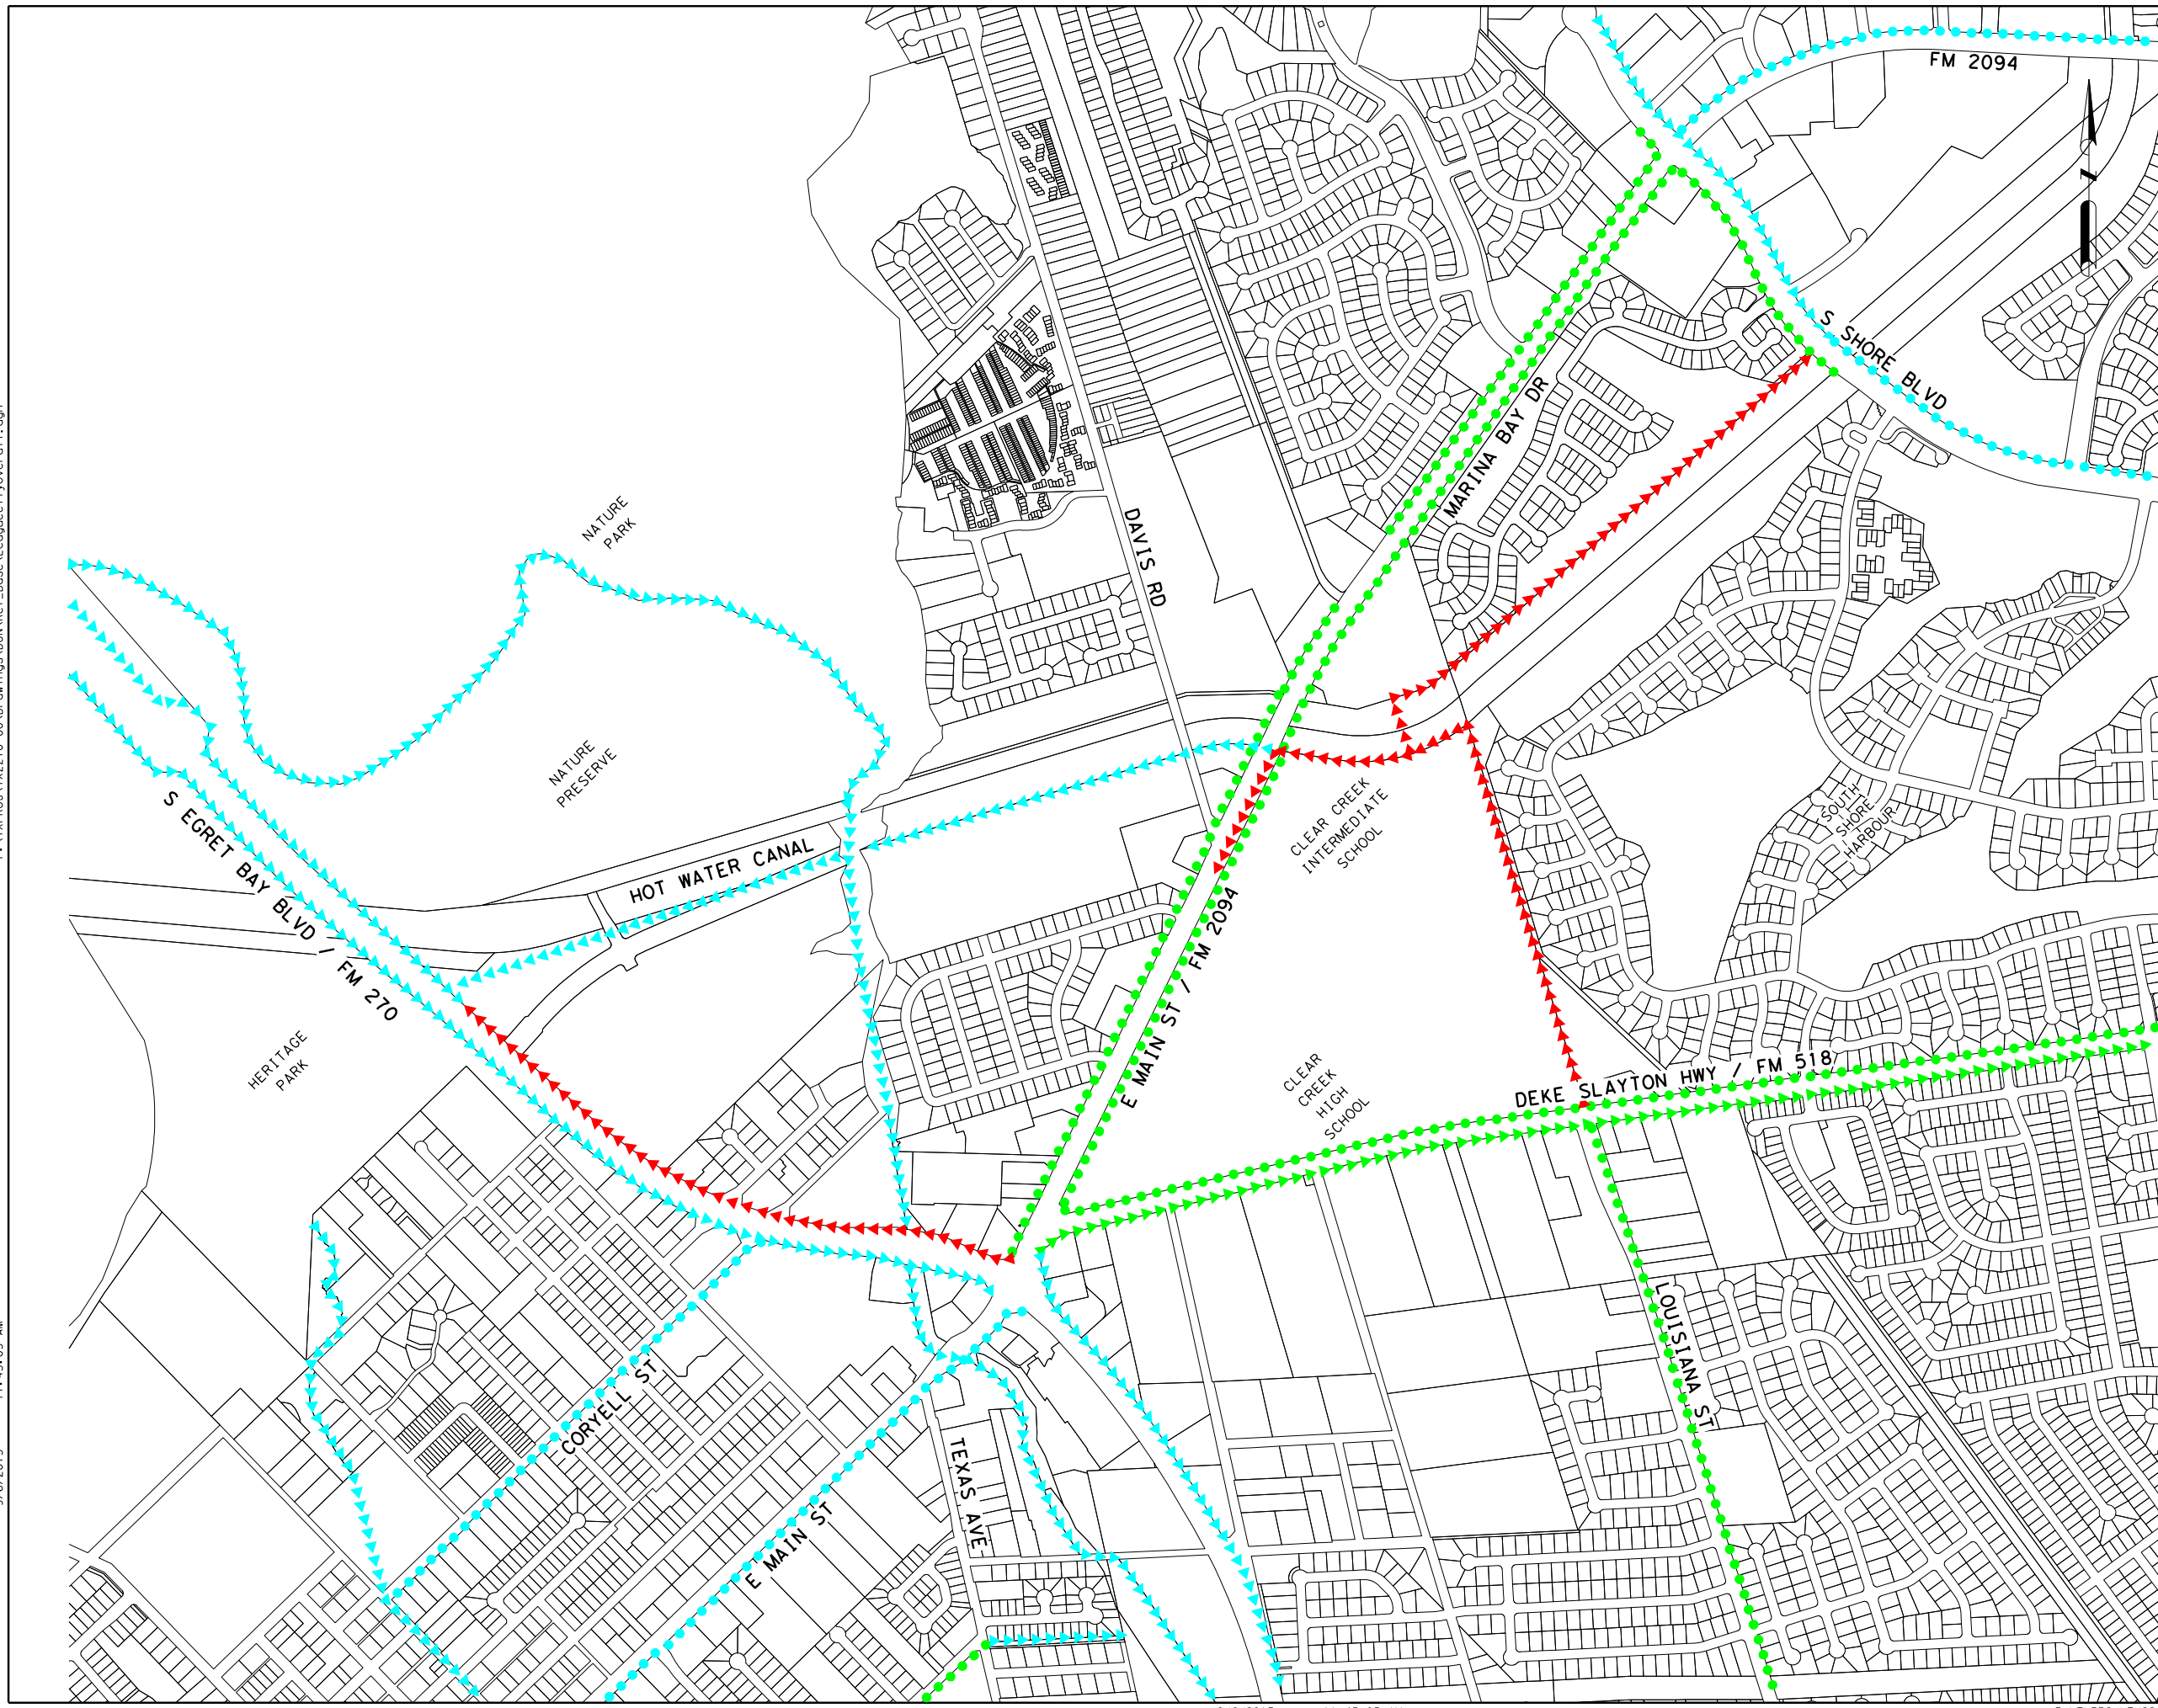 FM 2094
S SHORE BLVD
MARINA BAY DR
DAVIS RD
NATURE
PARK
NATURE
PRESERVE
S EGRET BAY BLVD / FM 270
HOT WATER CANAL
CLEAR CREEK
INTERMEDIATE
SCHOOL
SOUTH
SHORE
HARBOUR
E MAIN ST / FM 2094
HERITAGE
PARK
CLEAR
CREEK
HIGH
SCHOOL
DEKE SLAYTON HWY / FM 518
LOUISIANA ST
CORYELL ST
TEXAS AVE
E MAIN ST